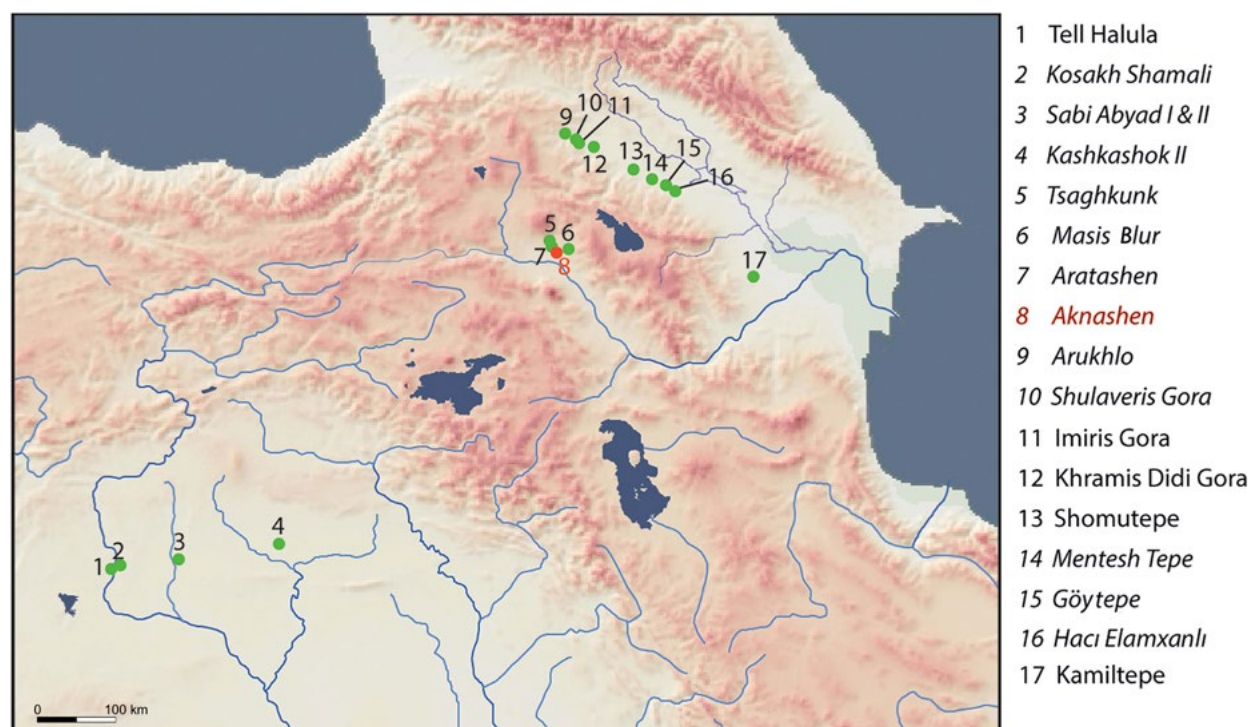 10
11
9
12
13
15
14
16
5
6
7
8
17
4
3
2
1
0 100 km
1 Tell Halula
2 Kosakh Shamali
3 Sabi Abyad I & II
4 Kashkashok II
5 Tsaghkunk
6 Masis Blur
7 Aratashen
8 Aknashen
9 Arukhlo
10 Shulaveris Gora
11 Imiris Gora
12 Khramis Didi Gora
13 Shomutepe
14 Mentesh Tepe
15 Göytepe
16 Hacı Elamxanlı
17 Kamiltepe